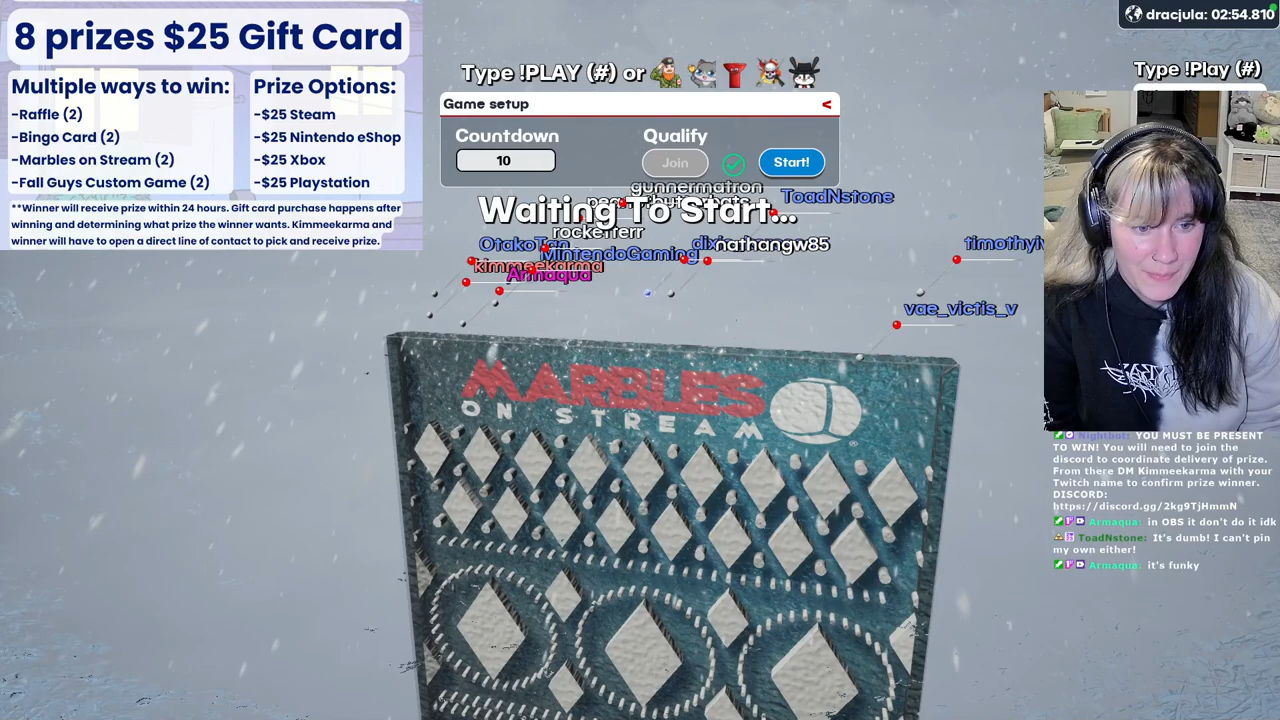 8 prizes $25 Gift Card
Multiple ways to win:
-Raffle (2)
-Bingo Card (2)
-Marbles on Stream (2)
-Fall Guys Custom Game (2)
Prize Options:
-$25 Steam
-$25 Nintendo eShop
-$25 Xbox
-$25 Playstation
**Winner will receive prize within 24 hours. Gift card purchase happens after
winning and determining what prize the winner wants. Kimmeekarma and
winner will have to open a direct line of contact to pick and receive prize.
Type !PLAY (#) or
Game setup
<
Countdown
10
Qualify
Join
Start!
gunnermatron
ToadNstone
Waiting To Start...
rockerferr
OtakoTan
MintendoGaming
nathangw85
kimmeekarma
Armaqua
vae_victis_v
MARBLES
ON STREAM
dracjula: 02:54.810
Type !Play (#)
Nightbot: YOU MUST BE PRESENT
TO WIN! You will need to join the
discord to coordinate delivery of prize.
From there DM Kimmeekarma with your
Twitch name to confirm prize winner.
DISCORD:
https://discord.gg/2kg9TjHmmN
Armaqua: in OBS it don't do it idk
ToadNstone: It's dumb! I can't pin
my own either!
Armaqua: it's funky